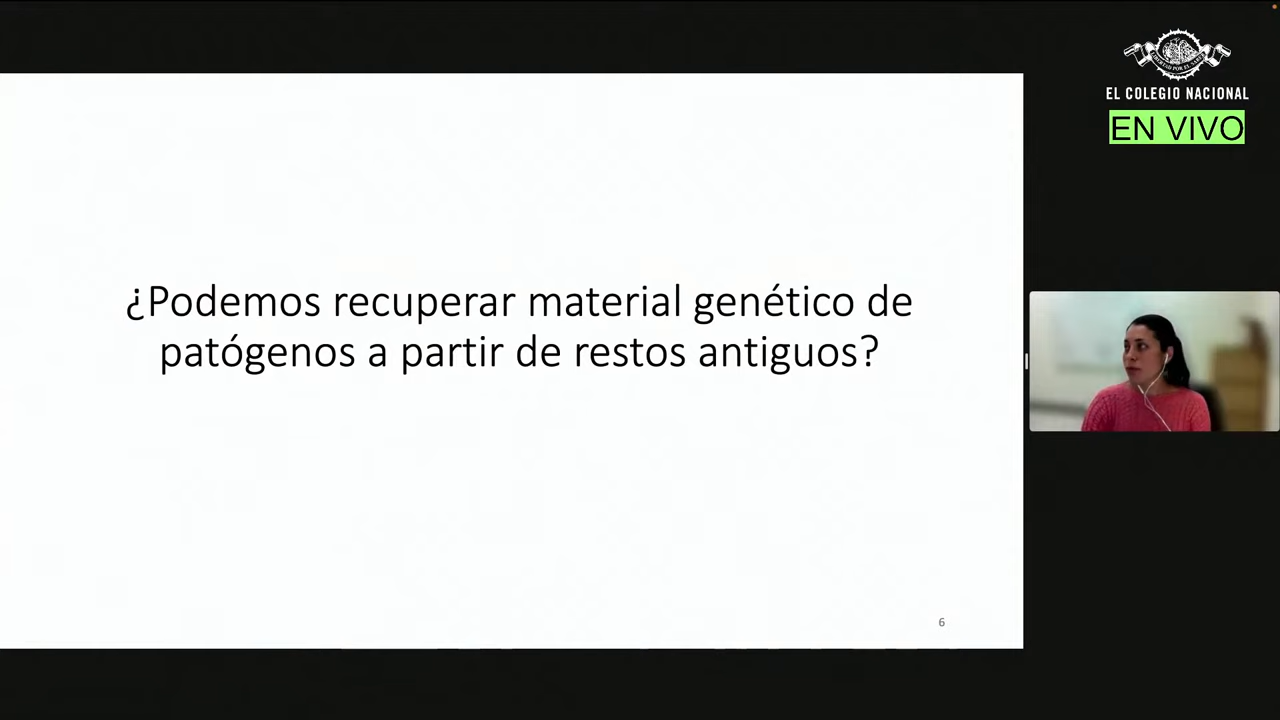 EL COLEGIO NACIONAL
EN VIVO
¿Podemos recuperar material genético de
patógenos a partir de restos antiguos?
6